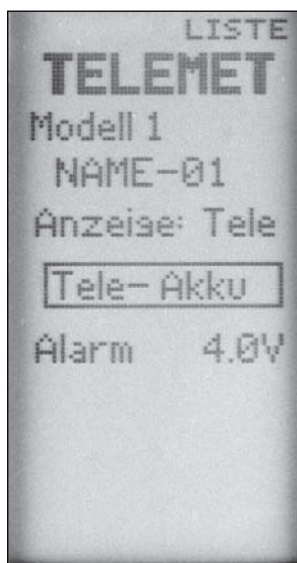 LISTE
TELEMET
Modell 1
NAME-01
Anzeige: Tele
Tele- Akku
Alarm 4.0V